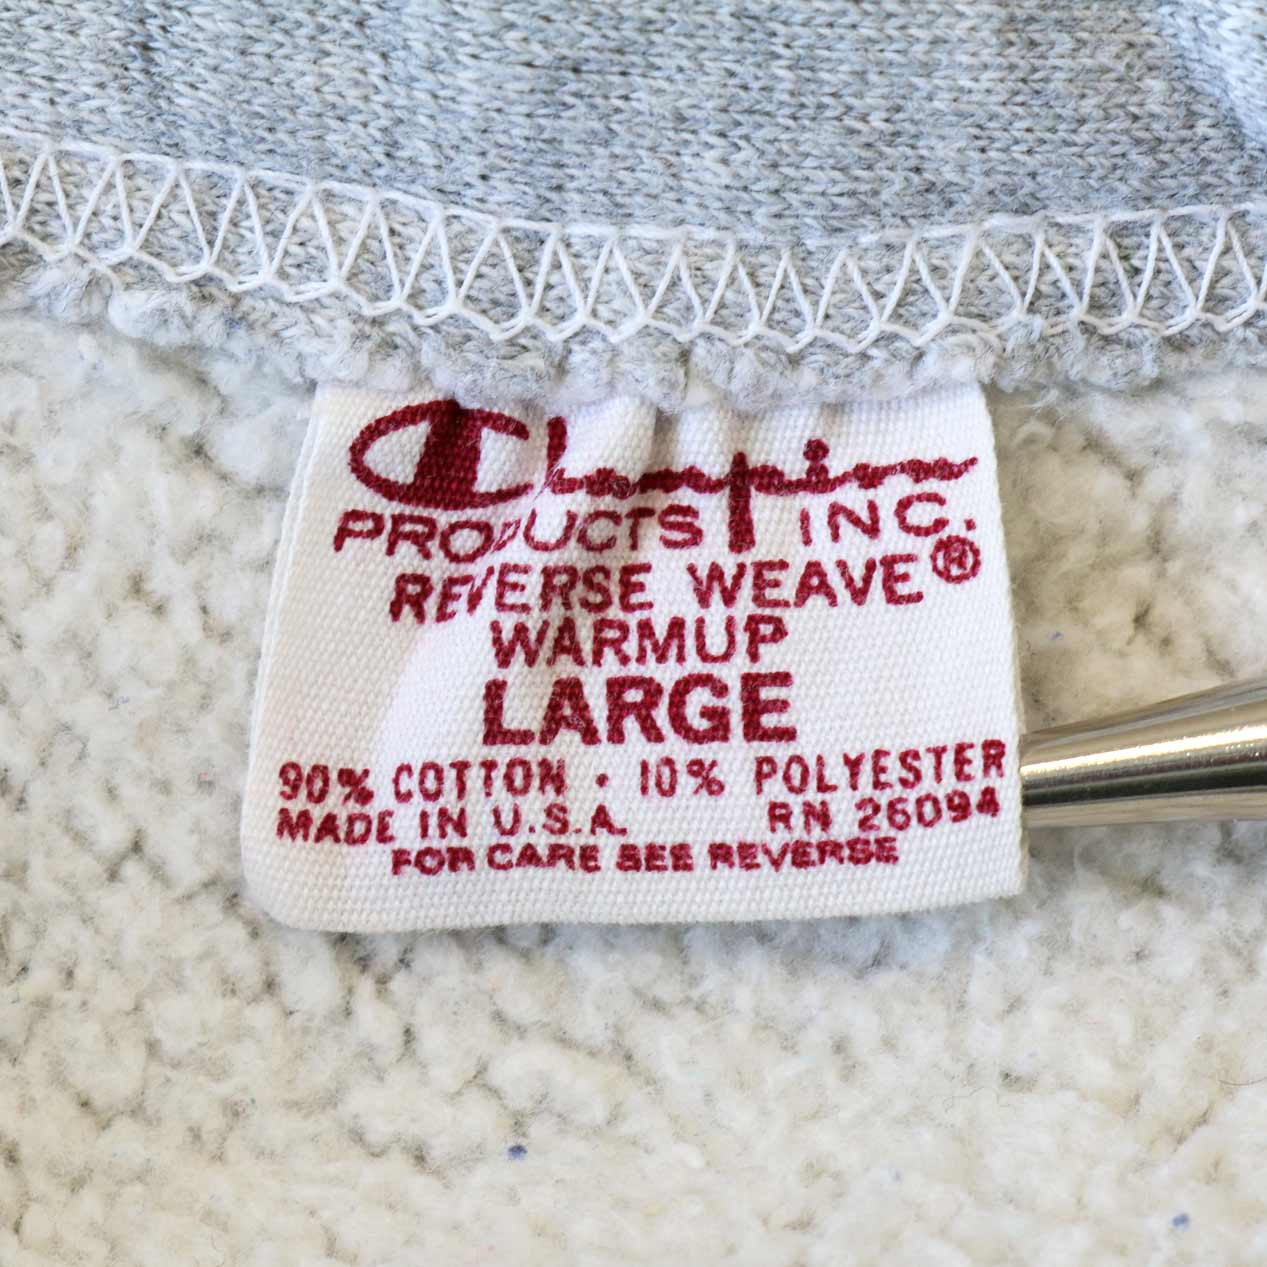 Champion
PRODUCTS INC.
REVERSE WEAVE®
WARMUP
LARGE
90% COTTON · 10% POLYESTER
MADE IN U.S.A. RN 26094
FOR CARE SEE REVERSE